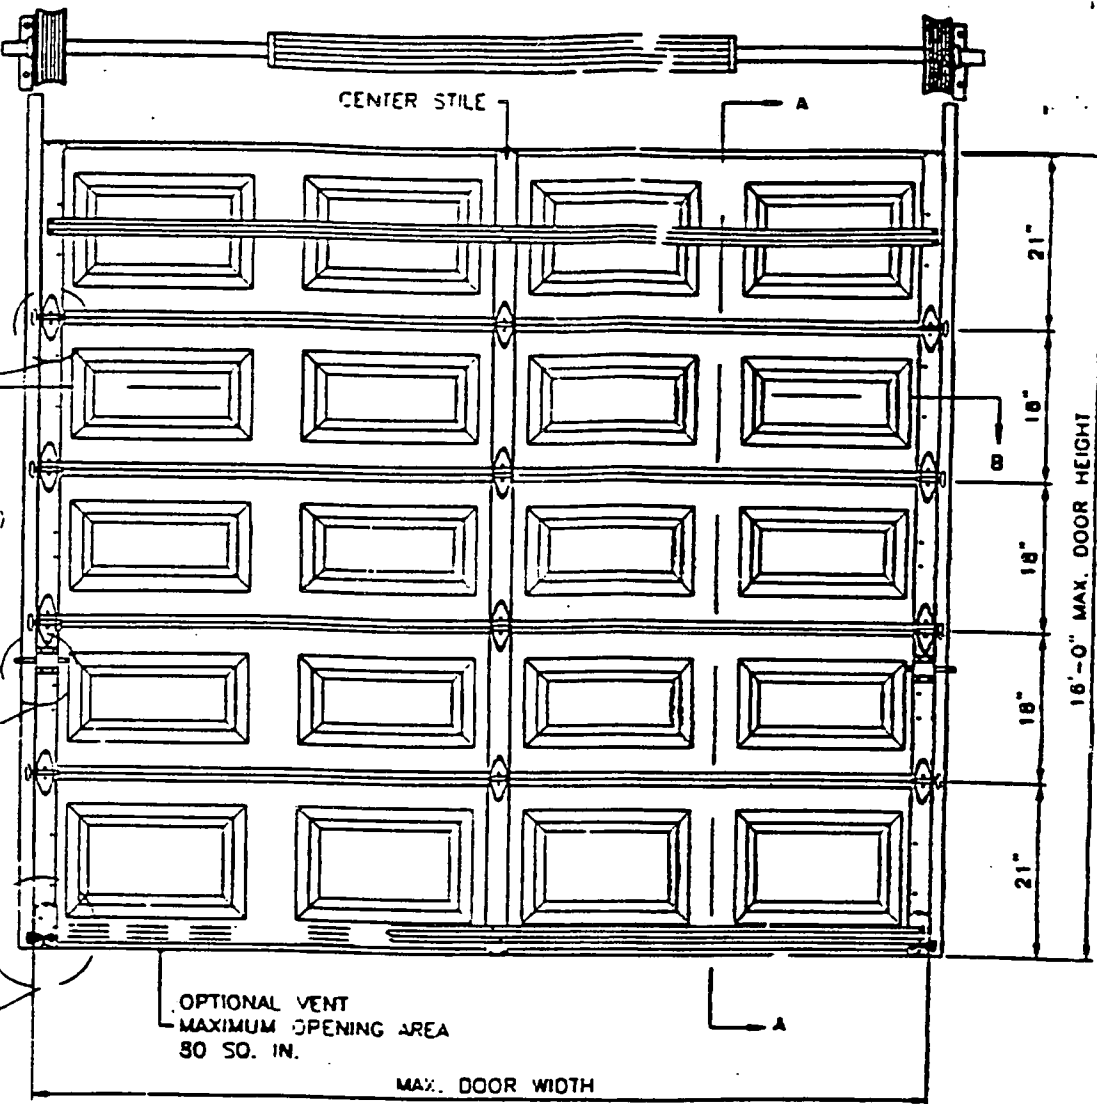 CENTER STILE
A
21"
18"
B
18"
16'-0" MAX. DOOR HEIGHT
18"
21"
OPTIONAL VENT
MAXIMUM OPENING AREA
80 SQ. IN.
A
MAX. DOOR WIDTH